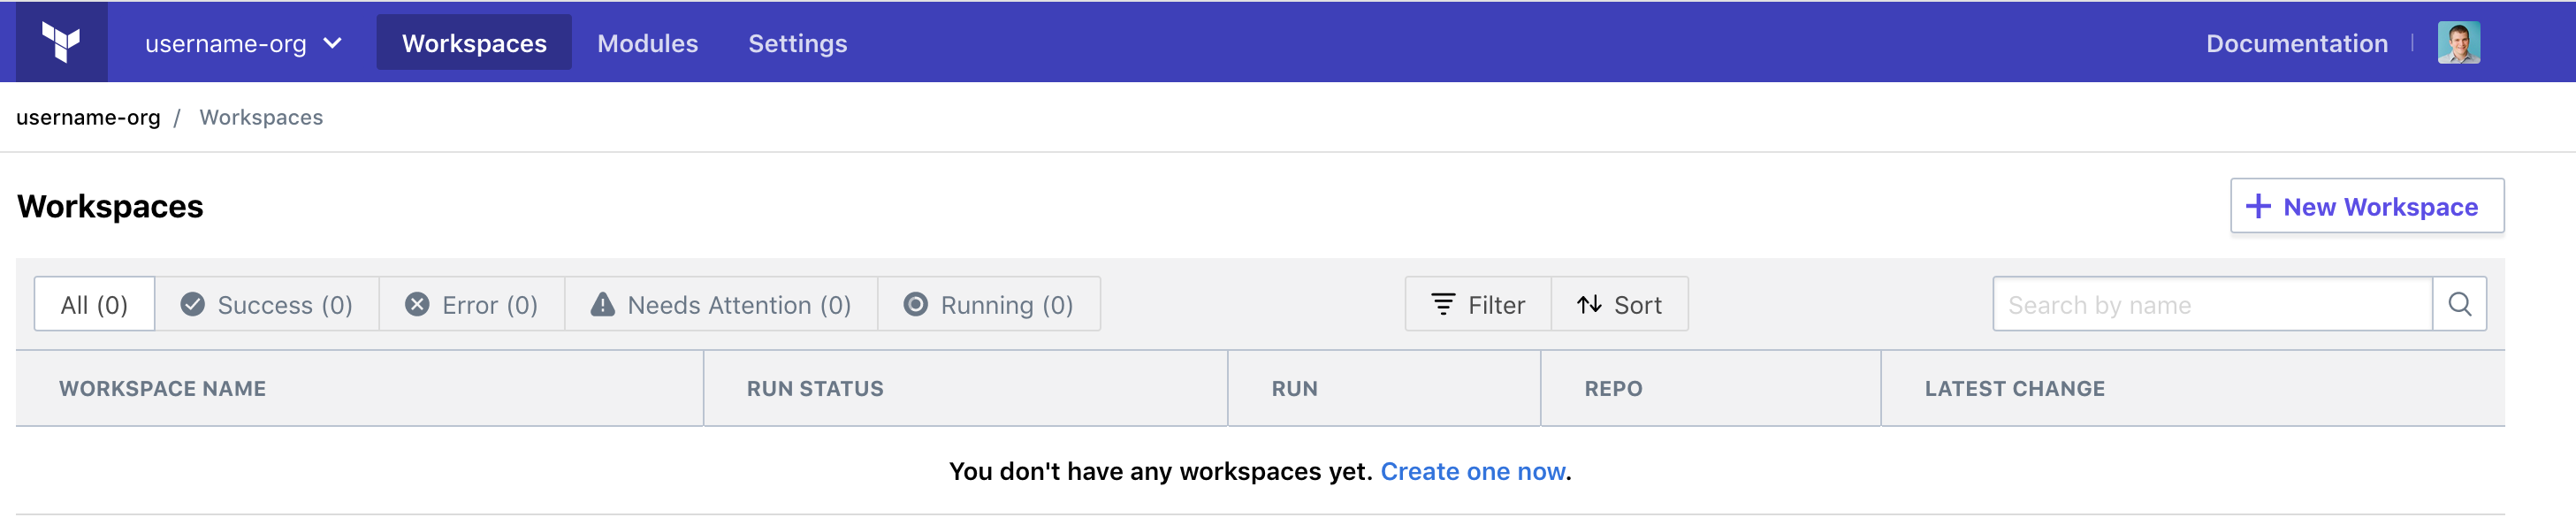 username-org Workspaces Modules Settings Documentation
username-org / Workspaces
Workspaces
New Workspace
All (0) Success (0) Error (0) Needs Attention (0) Running (0) Filter Sort Search by name
WORKSPACE NAME RUN STATUS RUN REPO LATEST CHANGE
You don't have any workspaces yet. Create one now.